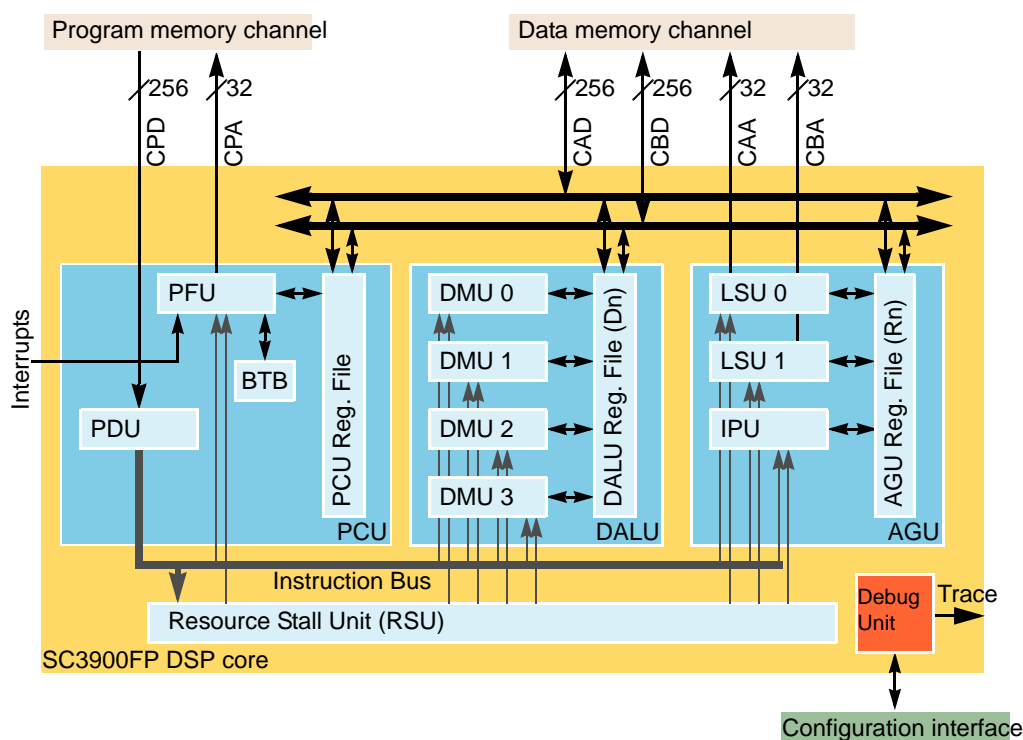 Program memory channel
Data memory channel
256
32
256
256
32
32
CPD
CPA
CAD
CBD
CAA
CBA
PFU
DMU 0
LSU 0
Interrupts
BTB
PCU Reg. File
DMU 1
DALU Reg. File (Dn)
LSU 1
AGU Reg. File (Rn)
PDU
DMU 2
IPU
DMU 3
PCU
DALU
AGU
Instruction Bus
Resource Stall Unit (RSU)
Debug
Unit
Trace
SC3900FP DSP core
Configuration interface